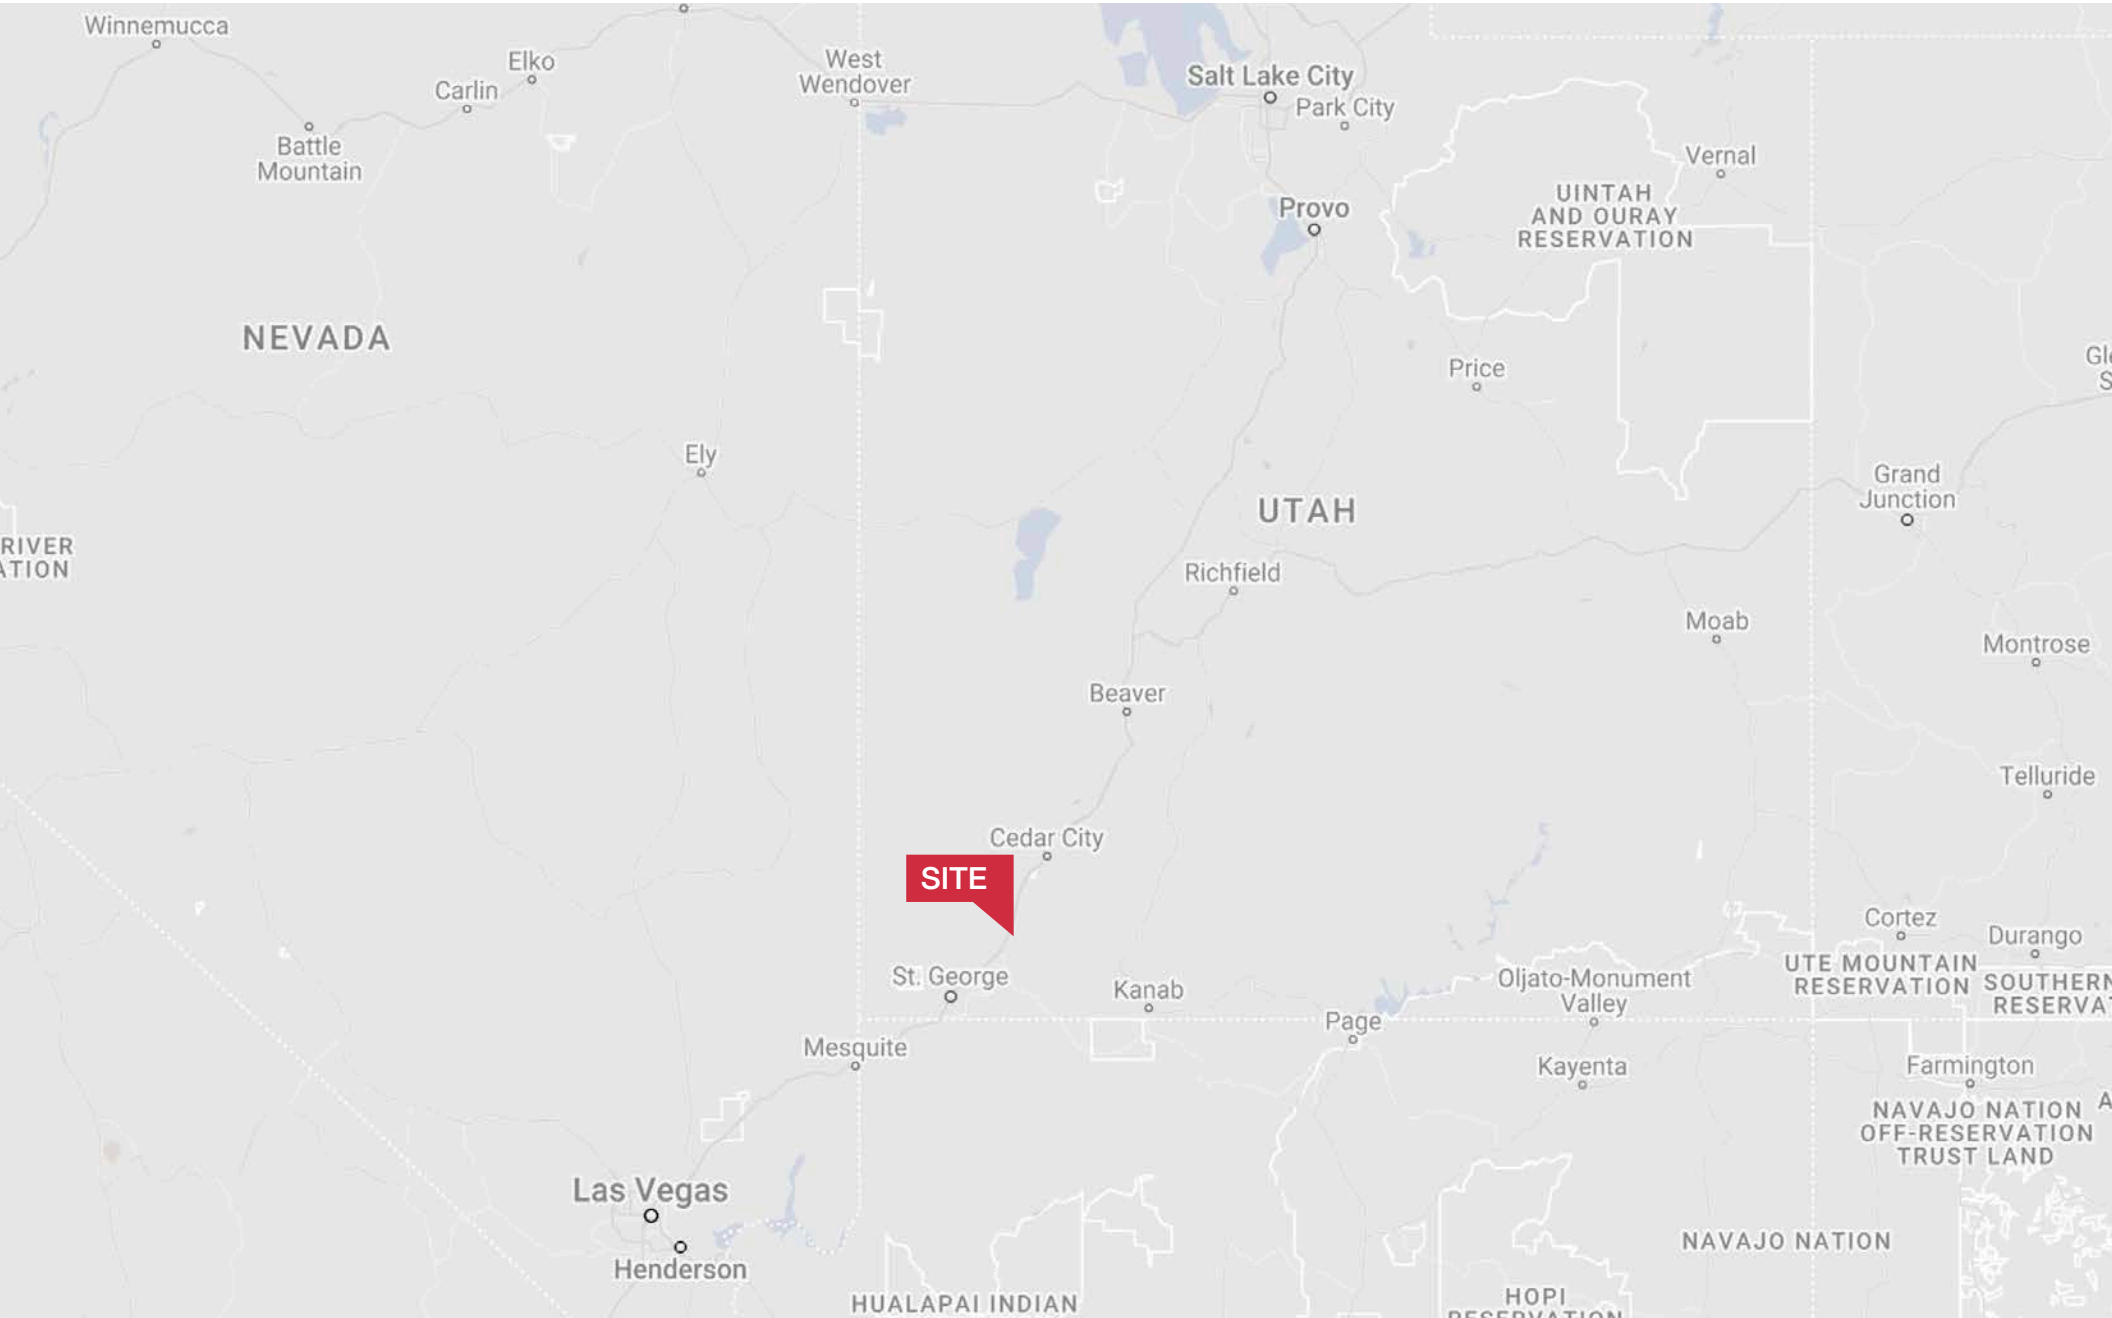 Winnemucca
Elko
Carlin
Battle
Mountain
West
Wendover
Salt Lake City
Park City
Vernal
Provo
UINTAH
AND OURAY
RESERVATION
NEVADA
Price
Gl
S
Ely
UTAH
Grand
Junction
RIVER
ATION
Richfield
Moab
Montrose
Beaver
Telluride
Cedar City
SITE
Cortez
Durango
St. George
Kanab
Oljato-Monument
Valley
UTE MOUNTAIN
RESERVATION
SOUTHERN
RESERVAT
Page
Mesquite
Kayenta
Farmington
NAVAJO NATION
OFF-RESERVATION
TRUST LAND
A
Las Vegas
Henderson
NAVAJO NATION
HUALAPAI INDIAN
HOPI
RESERVATION